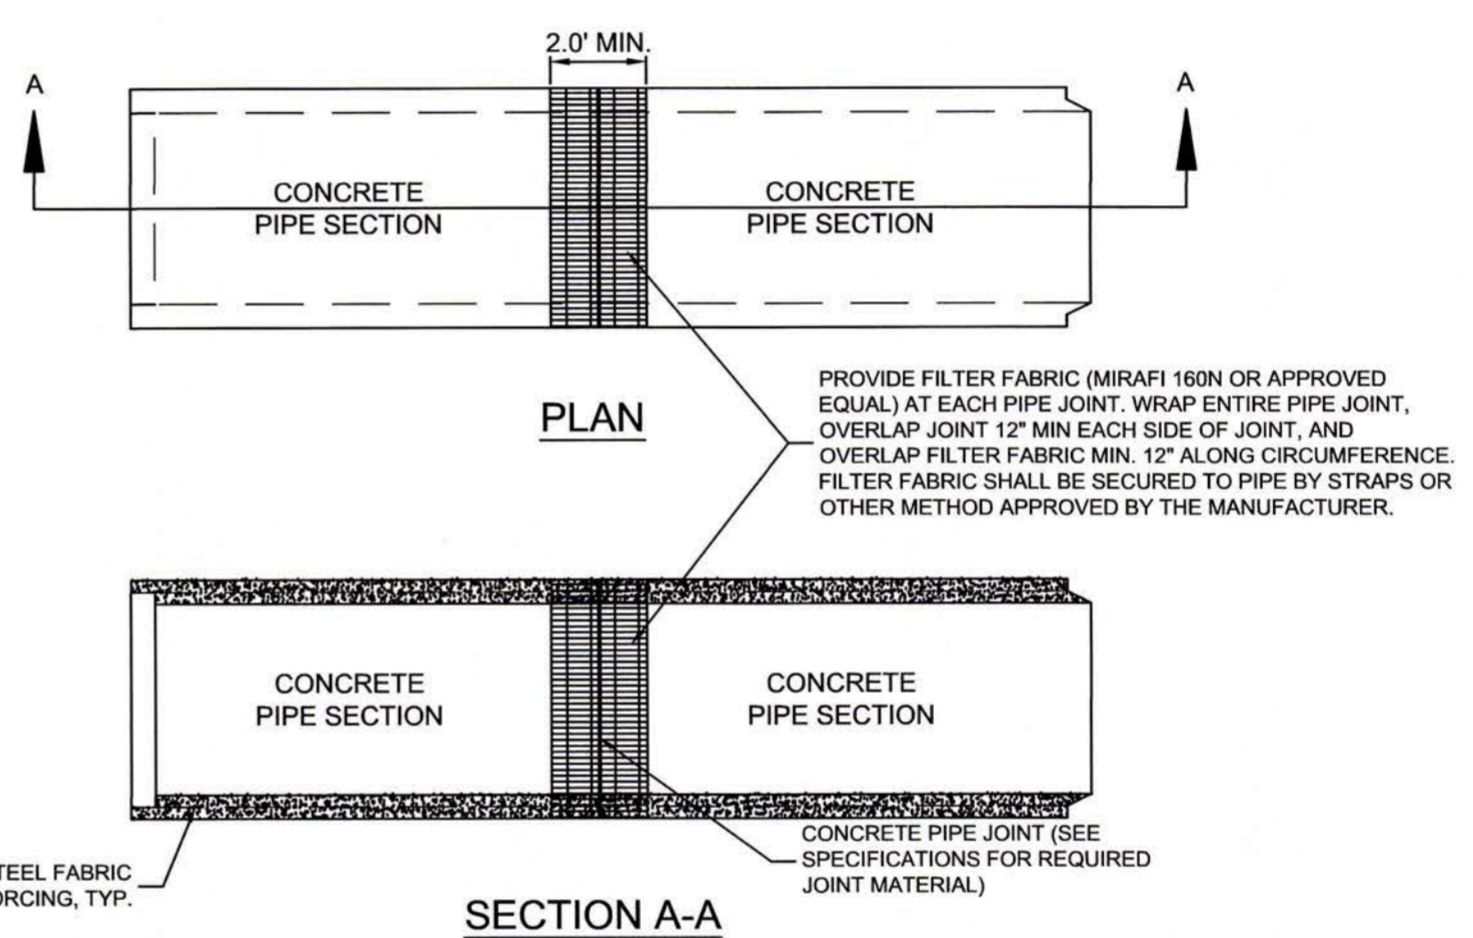 2.0' MIN.
A
A
CONCRETE
PIPE SECTION
CONCRETE
PIPE SECTION
PLAN
PROVIDE FILTER FABRIC (MIRAFI 160N OR APPROVED
EQUAL) AT EACH PIPE JOINT. WRAP ENTIRE PIPE JOINT,
OVERLAP JOINT 12" MIN EACH SIDE OF JOINT, AND
OVERLAP FILTER FABRIC MIN. 12" ALONG CIRCUMFERENCE.
FILTER FABRIC SHALL BE SECURED TO PIPE BY STRAPS OR
OTHER METHOD APPROVED BY THE MANUFACTURER.
CONCRETE
PIPE SECTION
CONCRETE
PIPE SECTION
CONCRETE PIPE JOINT (SEE
SPECIFICATIONS FOR REQUIRED
JOINT MATERIAL)
FABRIC
TYP.
SECTION A-A